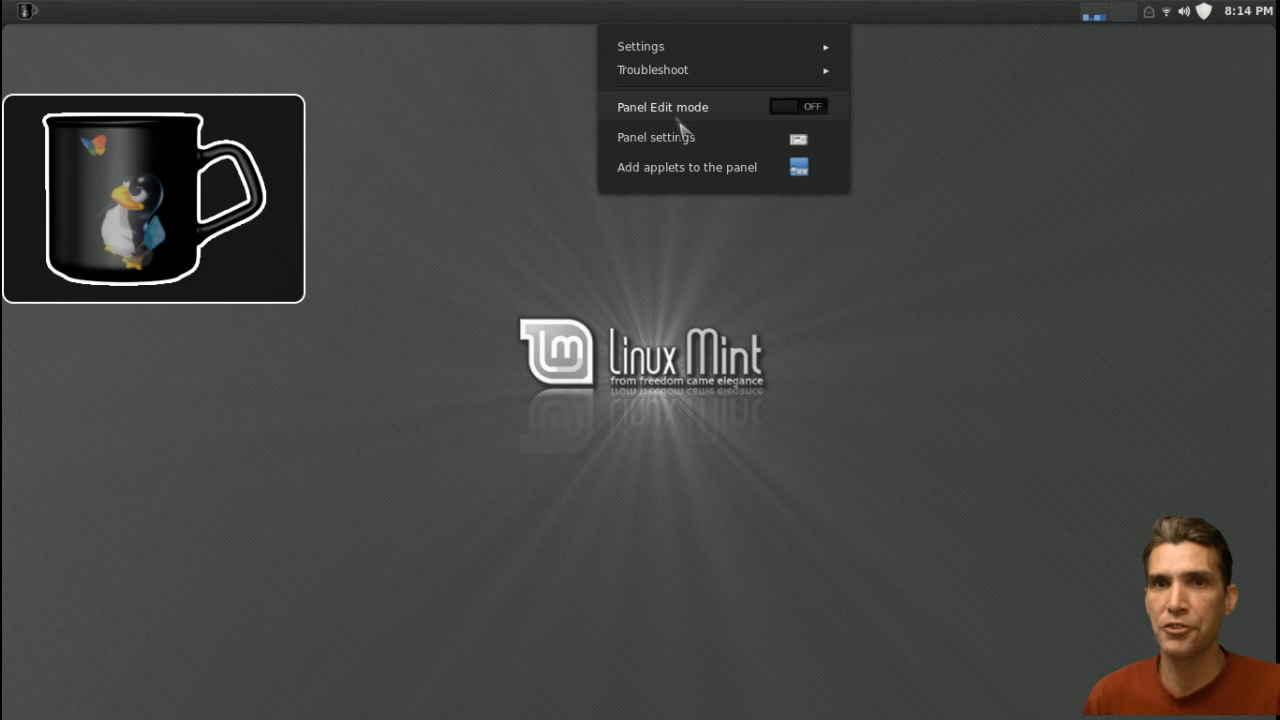 8:14 PM
Settings
Troubleshoot
Panel Edit mode OFF
Panel settings
Add applets to the panel
lm Linux Mint
from freedom came elegance